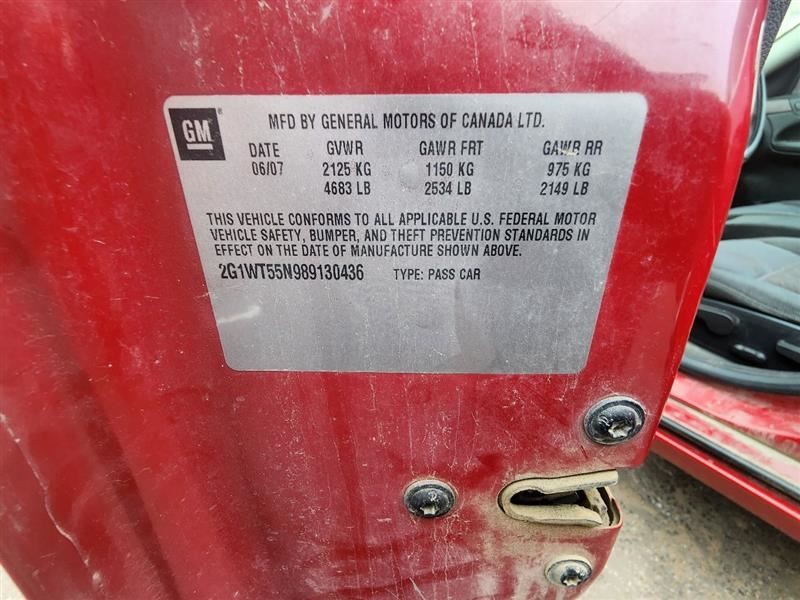 GM
MFD BY GENERAL MOTORS OF CANADA LTD.
DATE GVWR GAWR FRT GAWR RR
06/07 2125 KG 1150 KG 975 KG
4683 LB 2534 LB 2149 LB
THIS VEHICLE CONFORMS TO ALL APPLICABLE U.S. FEDERAL MOTOR
VEHICLE SAFETY, BUMPER, AND THEFT PREVENTION STANDARDS IN
EFFECT ON THE DATE OF MANUFACTURE SHOWN ABOVE.
2G1WT55N989130436 TYPE: PASS CAR